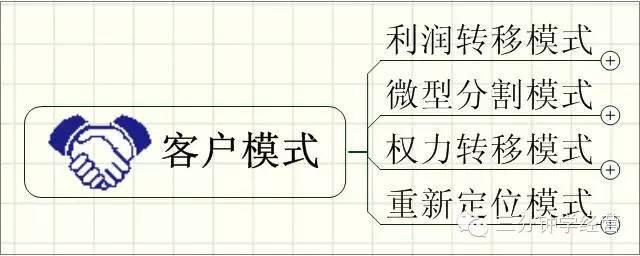 利润转移模式
微型分割模式
客户模式
权力转移模式
重新定位模式
三分钟学经营